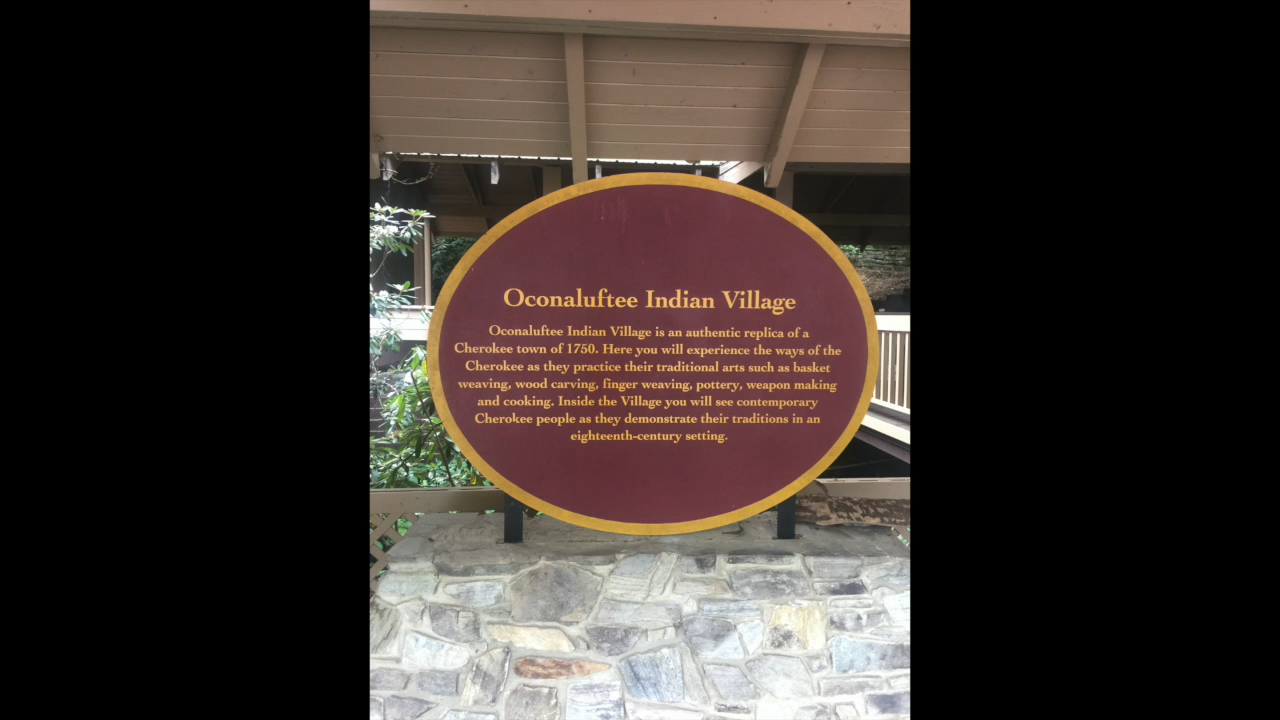 Oconaluftee Indian Village
Oconaluftee Indian Village is an authentic replica of a
Cherokee town of 1750. Here you will experience the ways of the
Cherokee as they practice their traditional arts such as basket
weaving, wood carving, finger weaving, pottery, weapon making
and cooking. Inside the Village you will see contemporary
Cherokee people as they demonstrate their traditions in an
eighteenth-century setting.